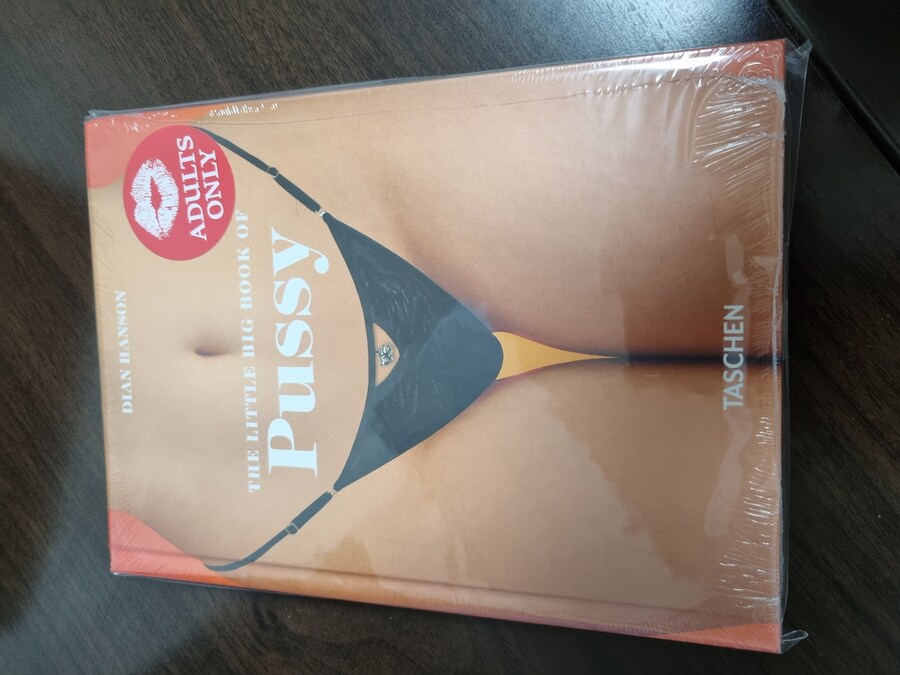 DIAN HANSON
ADULTS
ONLY
THE LITTLE BIG BOOK OF
Pussy
TASCHEN